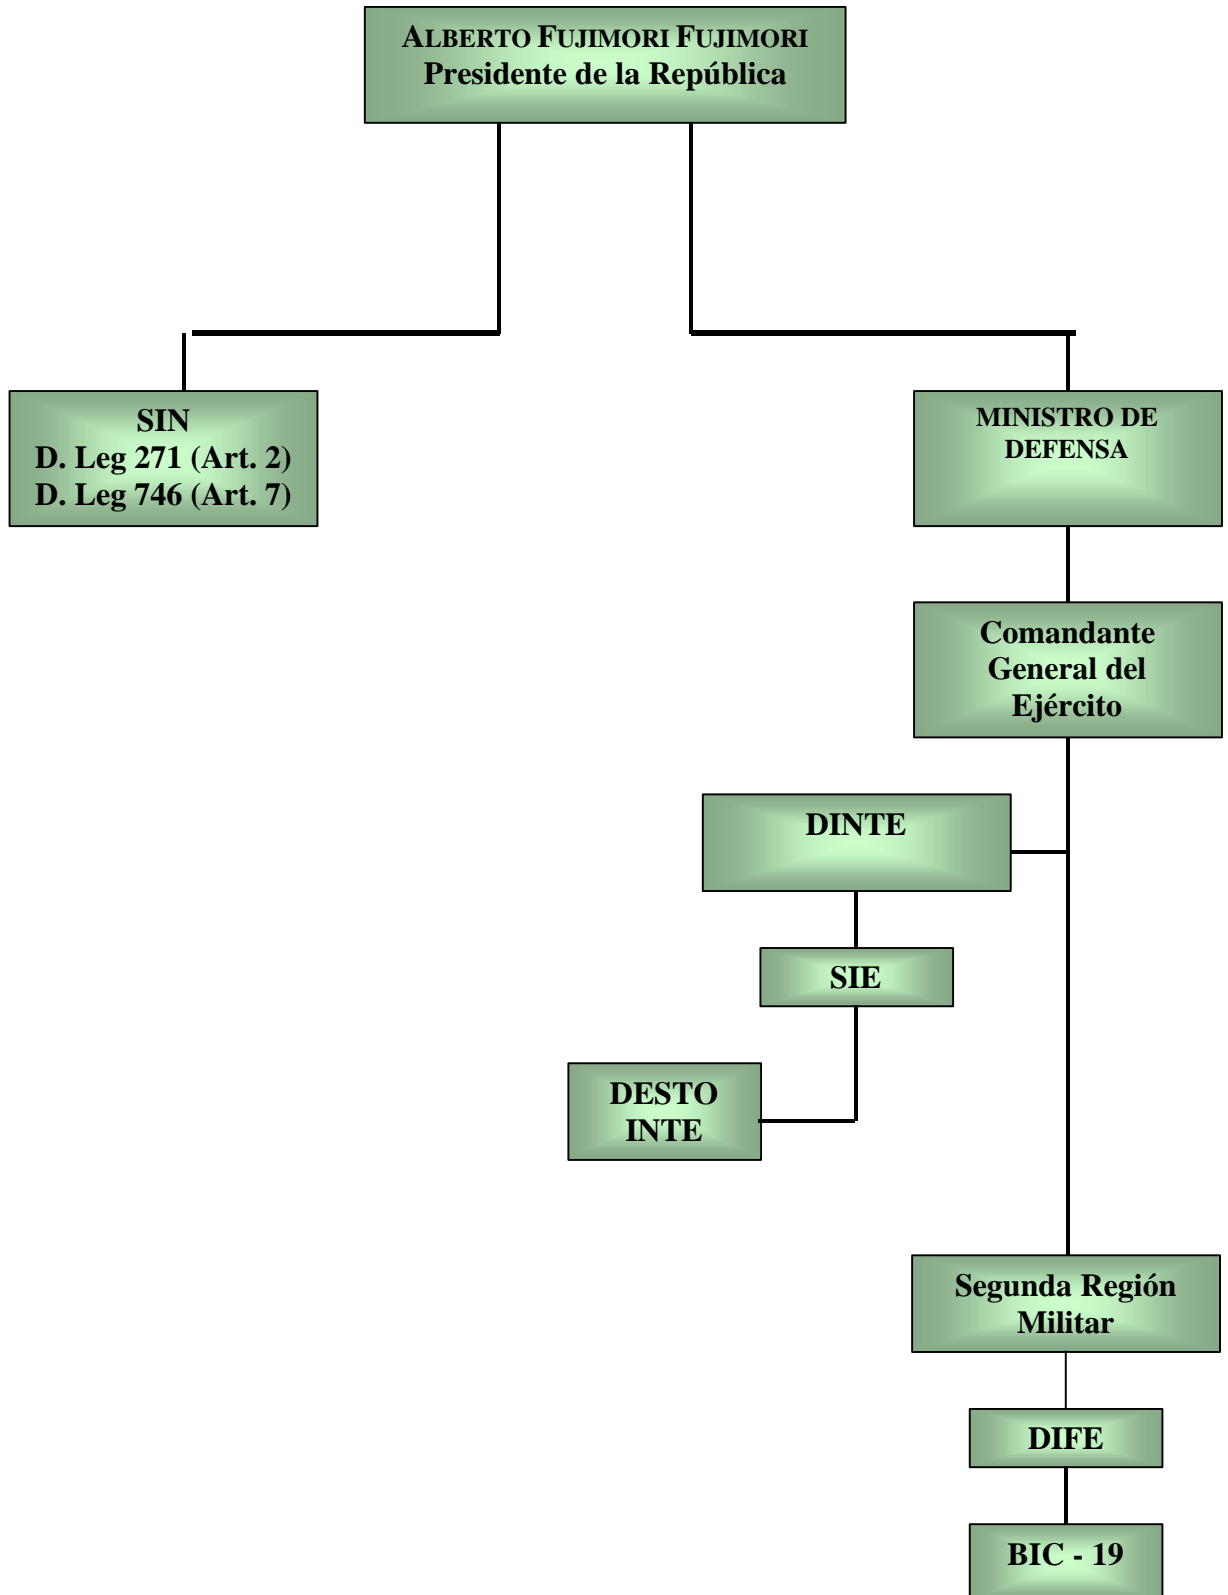 ALBERTO FUJIMORI FUJIMORI
Presidente de la República
SIN
D. Leg 271 (Art. 2)
D. Leg 746 (Art. 7)
MINISTRO DE
DEFENSA
Comandante
General del
Ejército
DINTE
SIE
DESTO
INTE
Segunda Región
Militar
DIFE
BIC - 19